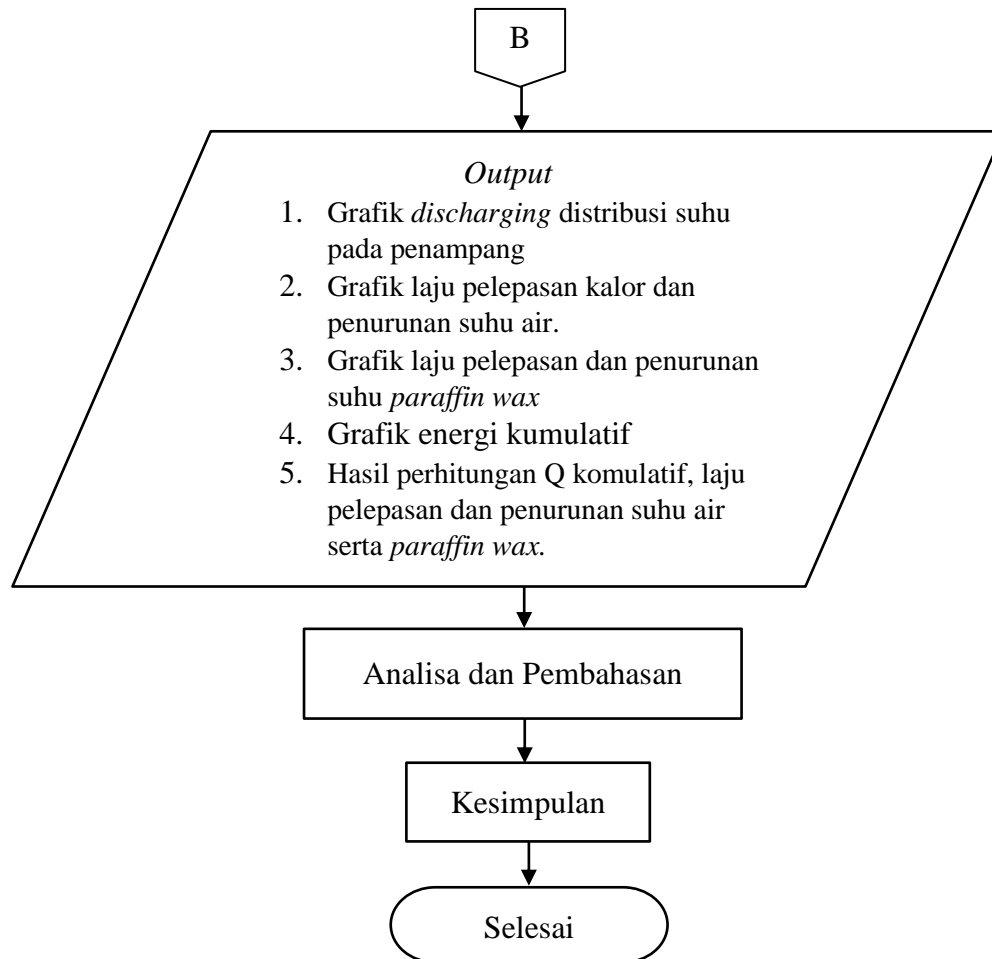 B
Output
1. Grafik discharging distribusi suhu
pada penampang
2. Grafik laju pelepasan kalor dan
penurunan suhu air.
3. Grafik laju pelepasan dan penurunan
suhu paraffin wax
4. Grafik energi kumulatif
5. Hasil perhitungan Q komulatif, laju
pelepasan dan penurunan suhu air
serta paraffin wax.
Analisa dan Pembahasan
Kesimpulan
Selesai